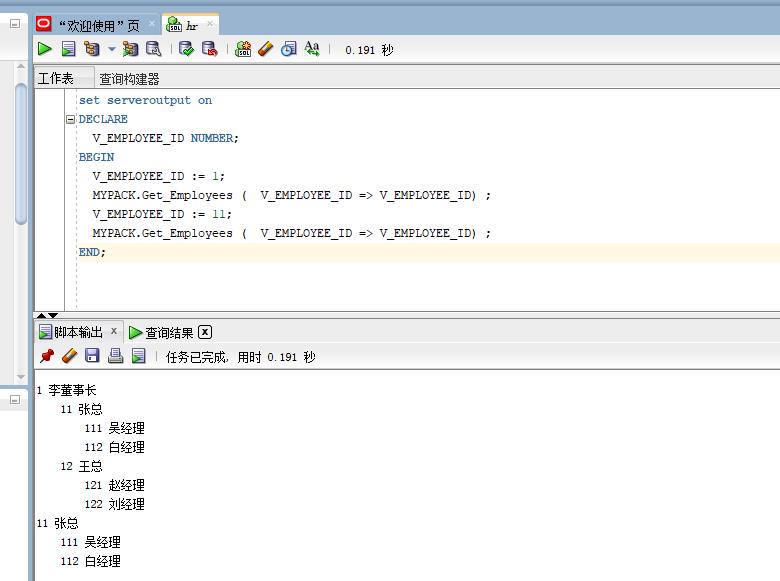 “欢迎使用”页 hr
0.191 秒
工作表 查询构建器
set serveroutput on
DECLARE
  V_EMPLOYEE_ID NUMBER;
BEGIN
  V_EMPLOYEE_ID := 1;
  MYPACK.Get_Employees (  V_EMPLOYEE_ID => V_EMPLOYEE_ID) ;
  V_EMPLOYEE_ID := 11;
  MYPACK.Get_Employees (  V_EMPLOYEE_ID => V_EMPLOYEE_ID) ;
END;
脚本输出 x 查询结果 x
任务已完成, 用时 0.191 秒
1 李董事长
    11 张总
        111 吴经理
        112 白经理
    12 王总
        121 赵经理
        122 刘经理
11 张总
    111 吴经理
    112 白经理